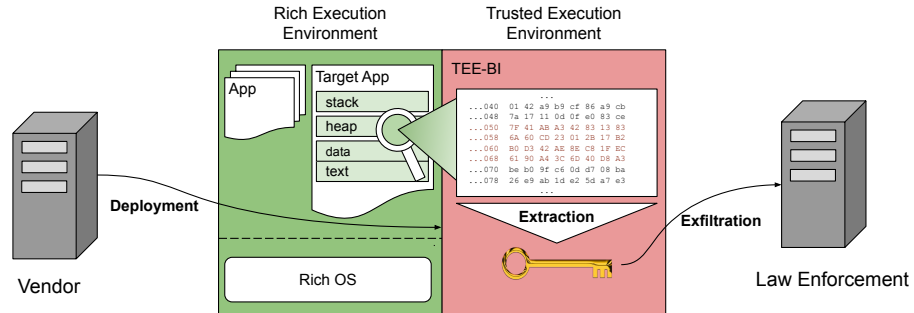 Rich Execution
Environment
Trusted Execution
Environment
App
Target App
stack
heap
data
text
TEE-BI
...
...040 01 42 a9 b9 cf 86 a9 cb
...048 7a 17 11 0d 0f e0 83 ce
...050 7F 41 AB A3 42 83 13 83
...058 6A 60 CD 23 01 2B 17 B2
...060 B0 D3 42 AE 8E C8 1F EC
...068 61 90 A4 3C 6D 40 D8 A3
...070 be b0 9f c6 0d d7 08 ba
...078 26 e9 ab 1d e2 5d a7 e3
...
Deployment
Extraction
Exfiltration
Rich OS
Vendor
Law Enforcement